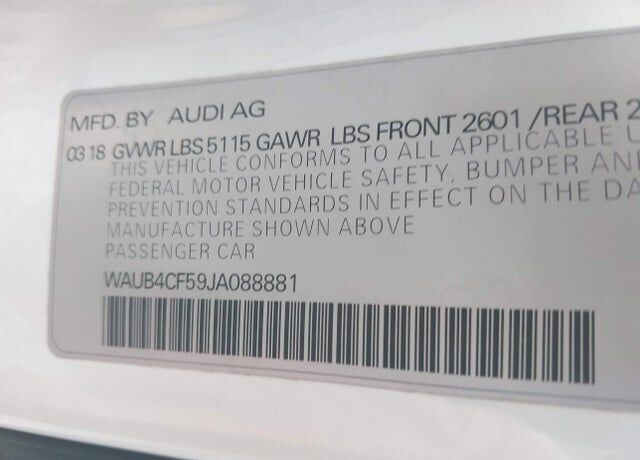 MFD. BY AUDI AG
03 18 GVWR LBS 5115 GAWR LBS FRONT 2601 /REAR 2
THIS VEHICLE CONFORMS TO ALL APPLICABLE U
FEDERAL MOTOR VEHICLE SAFETY, BUMPER AN
PREVENTION STANDARDS IN EFFECT ON THE DA
MANUFACTURE SHOWN ABOVE
PASSENGER CAR
WAUB4CF59JA088881